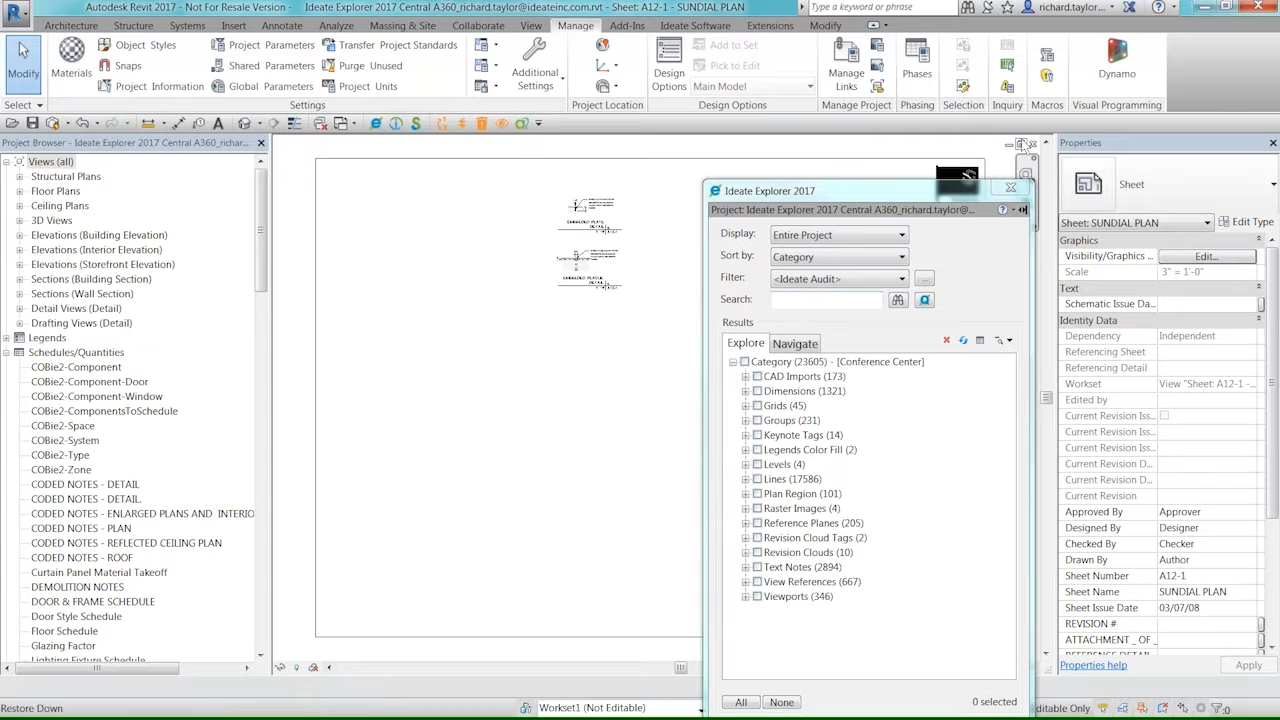 Autodesk Revit 2017 - Not For Resale Version - Ideate Explorer 2017 Central A360_richard.taylor@ideateinc.com.rvt - Sheet: A12-1 - SUNDIAL PLAN
Type a keyword or phrase
richard.taylor...
Architecture Structure Systems Insert Annotate Analyze Massing & Site Collaborate View Manage Add-Ins Ideate Software Extensions Modify
Modify
Materials
Object Styles
Snaps
Project Information
Project Parameters
Shared Parameters
Global Parameters
Transfer Project Standards
Purge Unused
Project Units
Additional
Settings
Design
Options
Add to Set
Pick to Edit
Main Model
Manage
Links
Phases
Dynamo
Select
Settings
Project Location
Design Options
Manage Project
Phasing
Selection
Inquiry
Macros
Visual Programming
Project Browser - Ideate Explorer 2017 Central A360_richar...
Views (all)
Structural Plans
Floor Plans
Ceiling Plans
3D Views
Elevations (Building Elevation)
Elevations (Interior Elevation)
Elevations (Storefront Elevation)
Sections (Building Section)
Sections (Wall Section)
Detail Views (Detail)
Drafting Views (Detail)
Legends
Schedules/Quantities
COBie2-Component
COBie2-Component-Door
COBie2-Component-Window
COBie2-ComponentsToSchedule
COBie2-Space
COBie2-System
COBie2-Type
COBie2-Zone
CODED NOTES - DETAIL
CODED NOTES - DETAIL.
CODED NOTES - ENLARGED PLANS AND INTERIO
CODED NOTES - PLAN
CODED NOTES - REFLECTED CEILING PLAN
CODED NOTES - ROOF
Curtain Panel Material Takeoff
DEMOLITION NOTES
DOOR & FRAME SCHEDULE
Door Style Schedule
Floor Schedule
Glazing Factor
Lighting Fixture Schedule
Ideate Explorer 2017
Project: Ideate Explorer 2017 Central A360_richard.taylor@...
Display: Entire Project
Sort by: Category
Filter: <Ideate Audit> ...
Search:
Results
Explore Navigate
Category (23605) - [Conference Center]
CAD Imports (173)
Dimensions (1321)
Grids (45)
Groups (231)
Keynote Tags (14)
Legends Color Fill (2)
Levels (4)
Lines (17586)
Plan Region (101)
Raster Images (4)
Reference Planes (205)
Revision Cloud Tags (2)
Revision Clouds (10)
Text Notes (2894)
View References (667)
Viewports (346)
All None 0 selected
Properties
Sheet
Sheet: SUNDIAL PLAN Edit Type
Graphics
Visibility/Graphics ... Edit...
Scale 3" = 1'-0"
Text
Schematic Issue Da...
Identity Data
Dependency Independent
Referencing Sheet
Referencing Detail
Workset View "Sheet: A12-1 -...
Edited by
Current Revision Iss...
Current Revision Iss...
Current Revision Iss...
Current Revision D...
Current Revision D...
Current Revision
Approved By Approver
Designed By Designer
Checked By Checker
Drawn By Author
Sheet Number A12-1
Sheet Name SUNDIAL PLAN
Sheet Issue Date 03/07/08
REVISION #
ATTACHMENT _ OF _
Properties help Apply
Restore Down
Workset1 (Not Editable)
ditable Only
:0